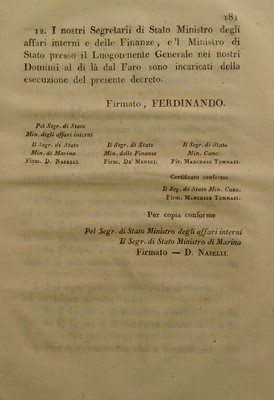 181
12. I nostri Segretarii di Stato Ministro degli
affari interni e delle Finanze, e 'l Ministro di
Stato presso il Luogotenente Generale nei nostri
Dominii al di là dal Faro sono incaricati della
esecuzione del presente decreto.
Firmato, FERDINANDO.
Pel Segr. di Stato
Min. degli affari interni
Il Segr. di Stato Il Segr. di Stato Il Segr. di Stato
Min. di Marina Min. delle Finanze Min. Canc.
Firm. D. NASELLI. Firm. DE' MEDICI. Fir. MARCHESE TOMMASI.
Certificato conforme
Il Seg. di Stato Min. Canc.
Firm. MARCHESE TOMMASI.
Per copia conforme
Pel Segr. di Stato Ministro degli affari interni
Il Segr. di Stato Ministro di Marina
Firmato — D. NASELLI.